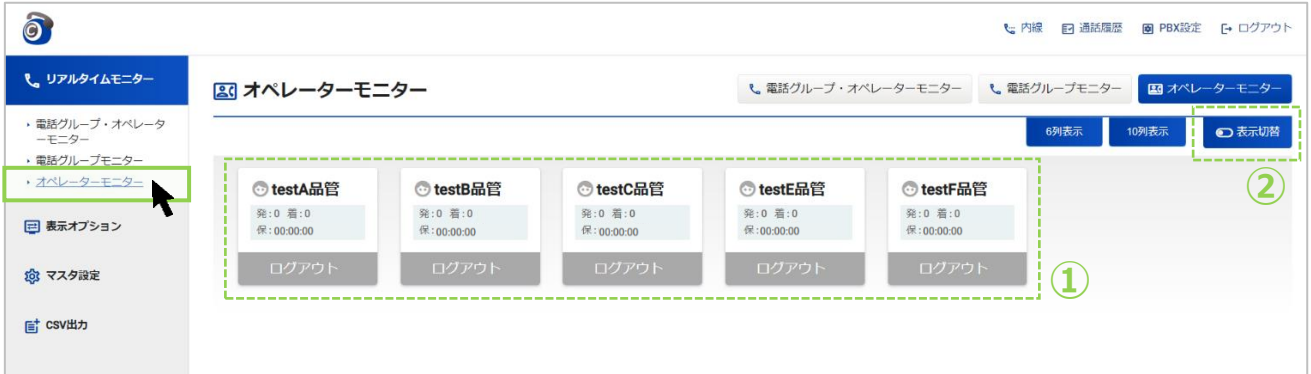 内線 通話履歴 PBX設定 ログアウト
リアルタイムモニター
オペレーターモニター
電話グループ・オペレーターモニター 電話グループモニター オペレーターモニター
電話グループ・オペレータ
ーモニター
電話グループモニター
オペレーターモニター
表示オプション
マスタ設定
CSV出力
6列表示 10列表示 表示切替
②
testA品管 testB品管 testC品管 testE品管 testF品管
発:0 着:0 発:0 着:0 発:0 着:0 発:0 着:0 発:0 着:0
保:00:00:00 保:00:00:00 保:00:00:00 保:00:00:00 保:00:00:00
ログアウト ログアウト ログアウト ログアウト ログアウト
①